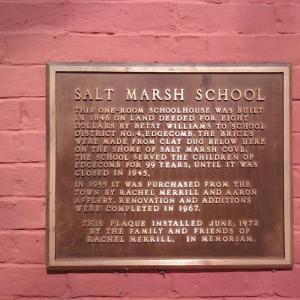 SALT MARSH SCHOOL
THIS ONE-ROOM SCHOOLHOUSE WAS BUILT
IN 1846 ON LAND DEEDED FOR EIGHT
DOLLARS BY BETSY WILLIAMS TO SCHOOL
DISTRICT NO. 4, EDGECOMB. THE BRICKS
WERE MADE FROM CLAY DUG BELOW HERE
ON THE SHORE OF SALT MARSH COVE.
THE SCHOOL SERVED THE CHILDREN OF
EDGECOMB FOR 99 YEARS, UNTIL IT WAS
CLOSED IN 1945.
IN 1955 IT WAS PURCHASED FROM THE
TOWN BY RACHEL MERRILL AND AARON
APPLEBY. RENOVATION AND ADDITIONS
WERE COMPLETED IN 1967.
THIS PLAQUE INSTALLED JUNE, 1972
BY THE FAMILY AND FRIENDS OF
RACHEL MERRILL, IN MEMORIAM.